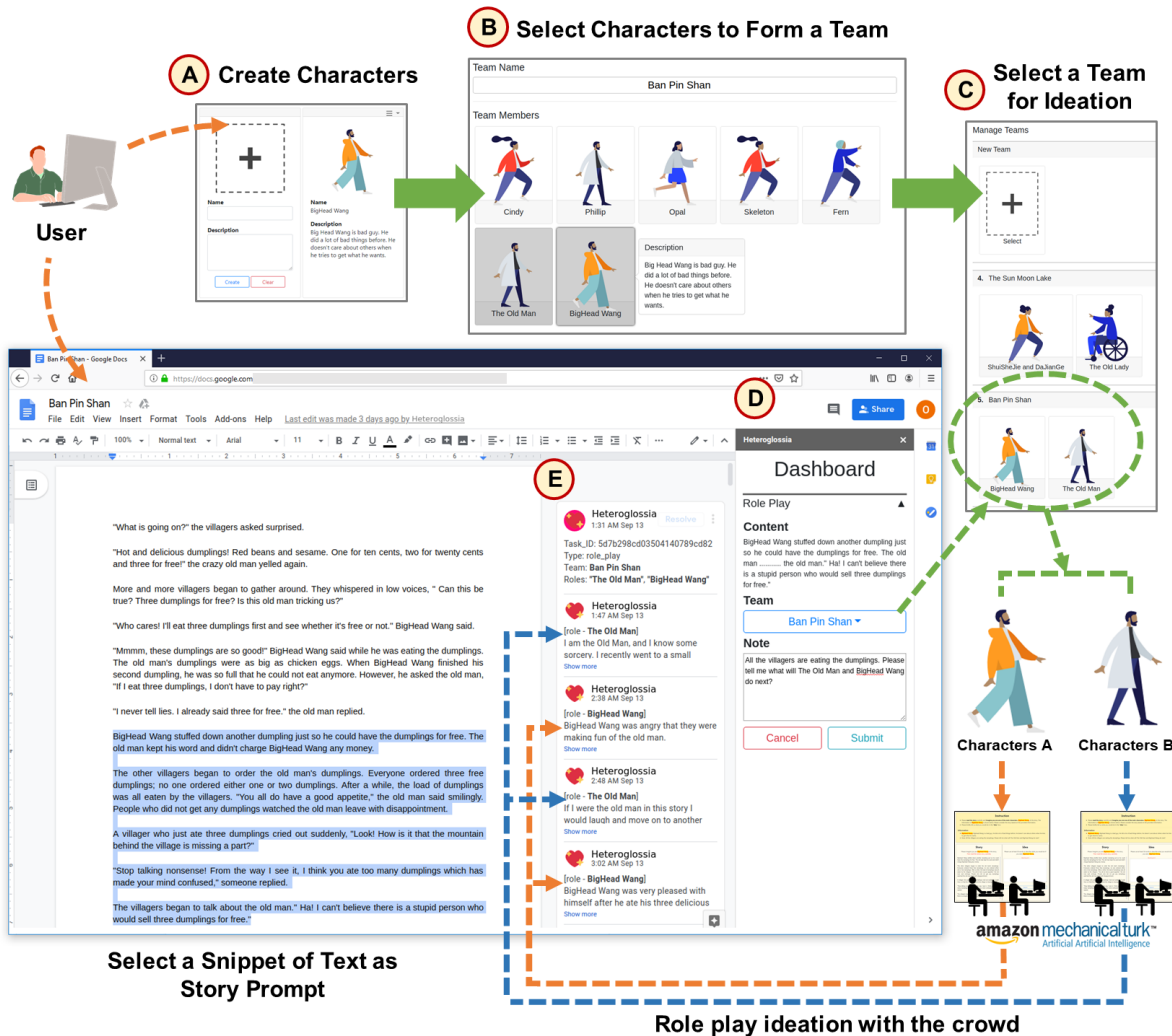 B Select Characters to Form a Team
A Create Characters
C Select a Team
for Ideation
User
Name
Description
Create Clear
Name
BigHead Wang
Description
Big Head Wang is bad guy. He
did a lot of bad things before. He
doesn't care about others when
he tries to get what he wants.
Team Name
Ban Pin Shan
Team Members
Cindy Phillip Opal Skeleton Fern
The Old Man BigHead Wang
Description
Big Head Wang is bad guy. He
did a lot of bad things before.
He doesn't care about others
when he tries to get what he
wants.
Manage Teams
New Team
Select
4. The Sun Moon Lake
ShuiSheJie and DaJianGe The Old Lady
5. Ban Pin Shan
BigHead Wang The Old Man
Ban Pin Shan - Google Docs
https://docs.google.com
Ban Pin Shan
File Edit View Insert Format Tools Add-ons Help Last edit was made 3 days ago by Heteroglossia
Share
O
100% Normal text Arial 11 B I U A
1 1 2 3 4 5 6 7
"What is going on?" the villagers asked surprised.
"Hot and delicious dumplings! Red beans and sesame. One for ten cents, two for twenty cents
and three for free!" the crazy old man yelled again.
More and more villagers began to gather around. They whispered in low voices, " Can this be
true? Three dumplings for free? Is this old man tricking us?"
"Who cares! I'll eat three dumplings first and see whether it's free or not." BigHead Wang said.
"Mmmm, these dumplings are so good!" BigHead Wang said while he was eating the dumplings.
The old man's dumplings were as big as chicken eggs. When BigHead Wang finished his
second dumpling, he was so full that he could not eat anymore. However, he asked the old man,
"If I eat three dumplings, I don't have to pay right?"
"I never tell lies. I already said three for free." the old man replied.
BigHead Wang stuffed down another dumpling just so he could have the dumplings for free. The
old man kept his word and didn't charge BigHead Wang any money.
The other villagers began to order the old man's dumplings. Everyone ordered three free
dumplings; no one ordered either one or two dumplings. After a while, the load of dumplings
was all eaten by the villagers. "You all do have a good appetite," the old man said smilingly.
People who did not get any dumplings watched the old man leave with disappointment.
A villager who just ate three dumplings cried out suddenly, "Look! How is it that the mountain
behind the village is missing a part?"
"Stop talking nonsense! From the way I see it, I think you ate too many dumplings which has
made your mind confused," someone replied.
The villagers began to talk about the old man." Ha! I can't believe there is a stupid person who
would sell three dumplings for free."
E
Heteroglossia
1:31 AM Sep 13
Resolve
Task_ID: 5d7b298cd03504140789cd82
Type: role_play
Team: Ban Pin Shan
Roles: "The Old Man", "BigHead Wang"
Heteroglossia
1:47 AM Sep 13
[role - The Old Man]
I am the Old Man, and I know some
sorcery. I recently went to a small
Show more
Heteroglossia
2:38 AM Sep 13
[role - BigHead Wang]
BigHead Wang was angry that they were
making fun of the old man.
Show more
Heteroglossia
2:48 AM Sep 13
[role - The Old Man]
If I were the old man in this story I
would laugh and move on to another
Show more
Heteroglossia
3:02 AM Sep 13
[role - BigHead Wang]
BigHead Wang was very pleased with
himself after he ate his three delicious
Show more
D
Heteroglossia
Dashboard
Role Play
Content
BigHead Wang stuffed down another dumpling just
so he could have the dumplings for free. The old
man ........... the old man." Ha! I can't believe there
is a stupid person who would sell three dumplings
for free."
Team
Ban Pin Shan
Note
All the villagers are eating the dumplings. Please
tell me what will The Old Man and BigHead Wang
do next?
Cancel Submit
Characters A Characters B
amazon mechanicalturk™
Artificial Artificial Intelligence
Select a Snippet of Text as
Story Prompt
Role play ideation with the crowd